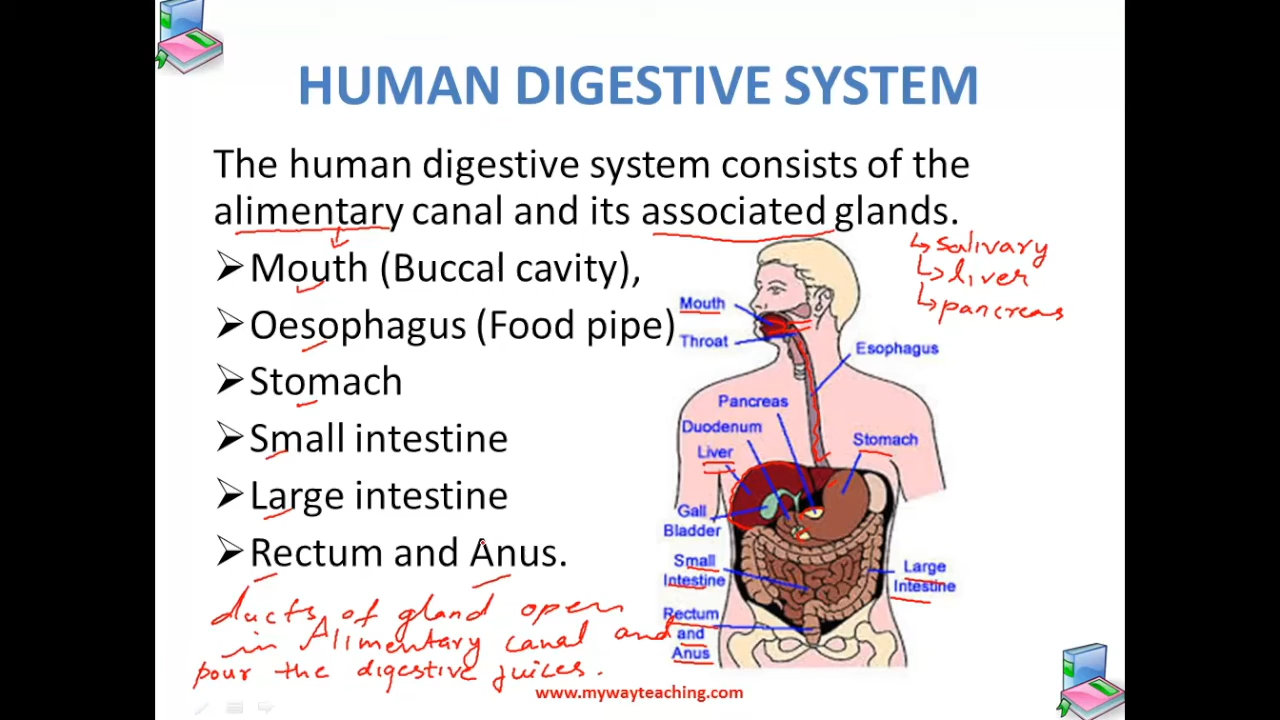 HUMAN DIGESTIVE SYSTEM
The human digestive system consists of the
alimentary canal and its associated glands.
↳ salivary
↳ liver
↳ pancreas
➢Mouth (Buccal cavity),
➢Oesophagus (Food pipe)
➢Stomach
➢Small intestine
➢Large intestine
➢Rectum and Anus.
Mouth
Throat
Esophagus
Pancreas
Duodenum
Liver
Stomach
Gall
Bladder
Small
Intestine
Large
Intestine
Rectum
and
Anus
ducts of gland open
in Alimentary canal and
pour the digestive juices.
www.mywayteaching.com